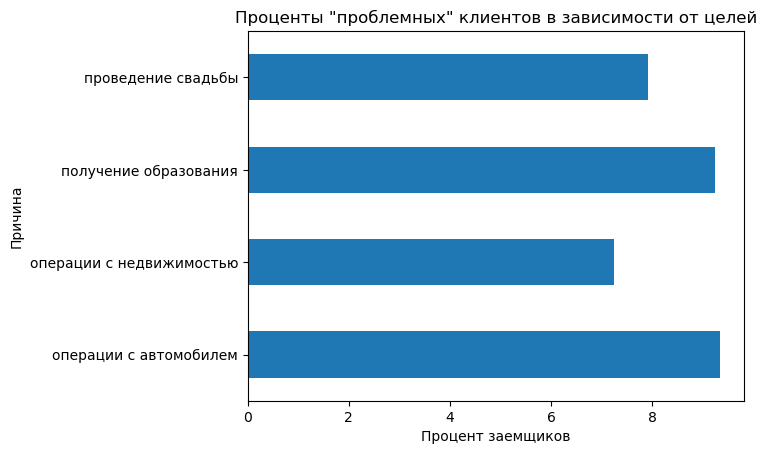 Проценты "проблемных" клиентов в зависимости от целей
проведение свадьбы
получение образования
операции с недвижимостью
операции с автомобилем
Причина
0 2 4 6 8
Процент заемщиков